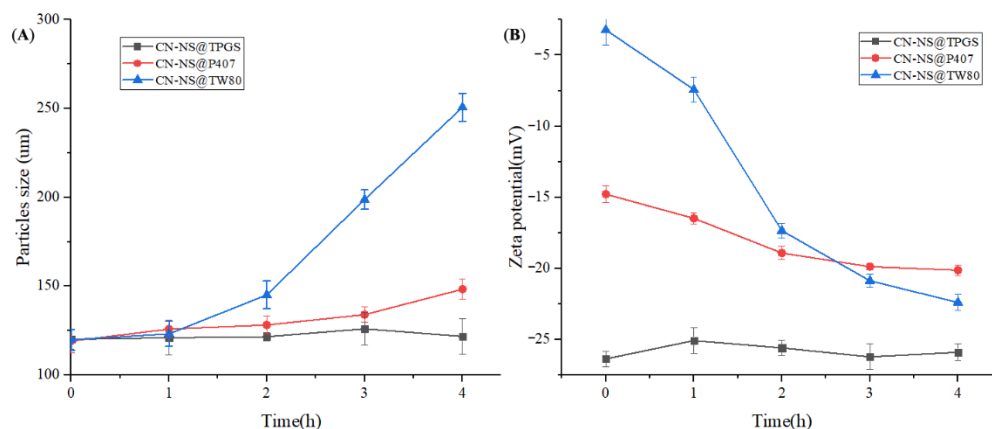 (A)
CN-NS@TPGS
CN-NS@P407
CN-NS@TW80
300
250
200
150
100
Particles size (um)
0 1 2 3 4
Time(h)
(B)
CN-NS@TPGS
CN-NS@P407
CN-NS@TW80
−5
−10
−15
−20
−25
Zeta potential(mV)
0 1 2 3 4
Time(h)